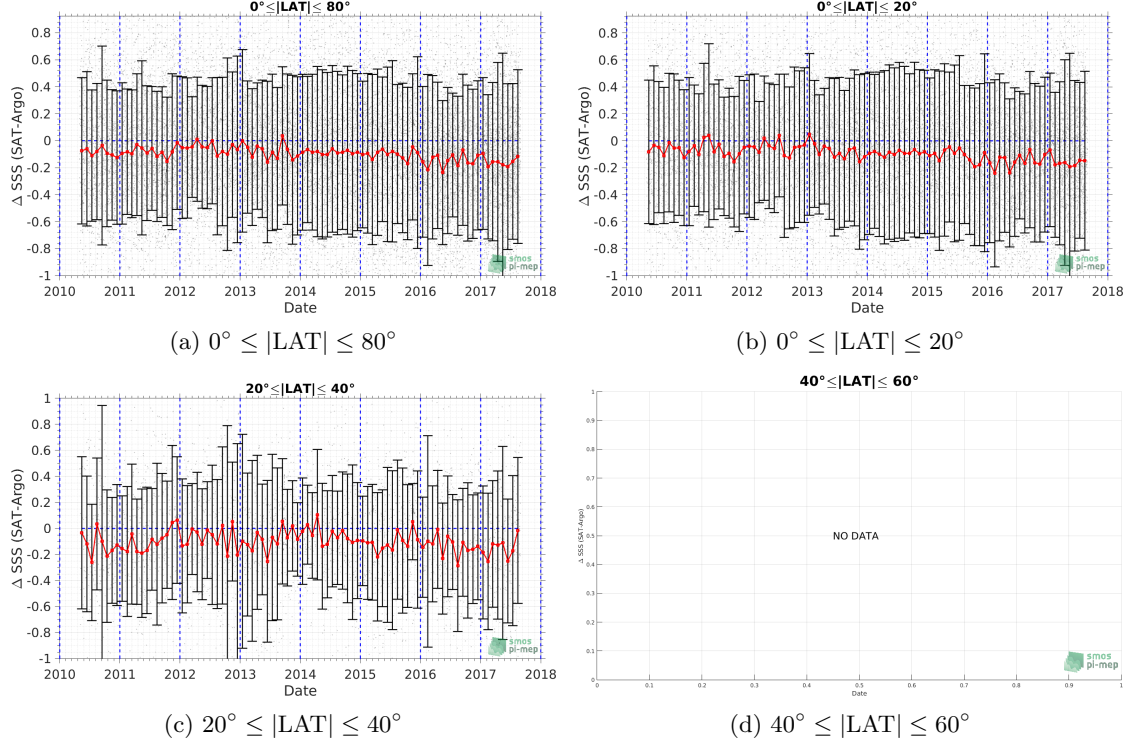 0°≤|LAT|≤ 80°
0.8
0.6
0.4
0.2
0
-0.2
-0.4
-0.6
-0.8
-1
Δ SSS (SAT-Argo)
2010 2011 2012 2013 2014 2015 2016 2017 2018
Date
smos
pi-mep
(a) 0° ≤ |LAT| ≤ 80°
0°≤|LAT|≤ 20°
0.8
0.6
0.4
0.2
0
-0.2
-0.4
-0.6
-0.8
-1
Δ SSS (SAT-Argo)
2010 2011 2012 2013 2014 2015 2016 2017 2018
Date
smos
pi-mep
(b) 0° ≤ |LAT| ≤ 20°
20°≤|LAT|≤ 40°
1
0.8
0.6
0.4
0.2
0
-0.2
-0.4
-0.6
-0.8
-1
Δ SSS (SAT-Argo)
2010 2011 2012 2013 2014 2015 2016 2017 2018
Date
smos
pi-mep
(c) 20° ≤ |LAT| ≤ 40°
40°≤|LAT|≤ 60°
1
0.9
0.8
0.7
0.6
0.5
0.4
0.3
0.2
0.1
0
Δ SSS (SAT-Argo)
NO DATA
0 0.1 0.2 0.3 0.4 0.5 0.6 0.7 0.8 0.9 1
Date
smos
pi-mep
(d) 40° ≤ |LAT| ≤ 60°